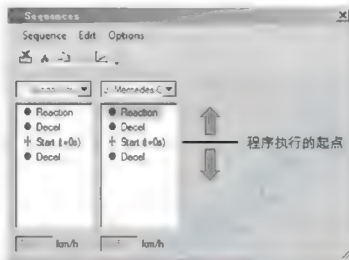 Sequences
Sequence Edit Options
Mercedes C
Reaction
Decel
Start (t=0s)
Decel
Reaction
Decel
Start (t=0s)
Decel
程序执行的起点
km/h
km/h